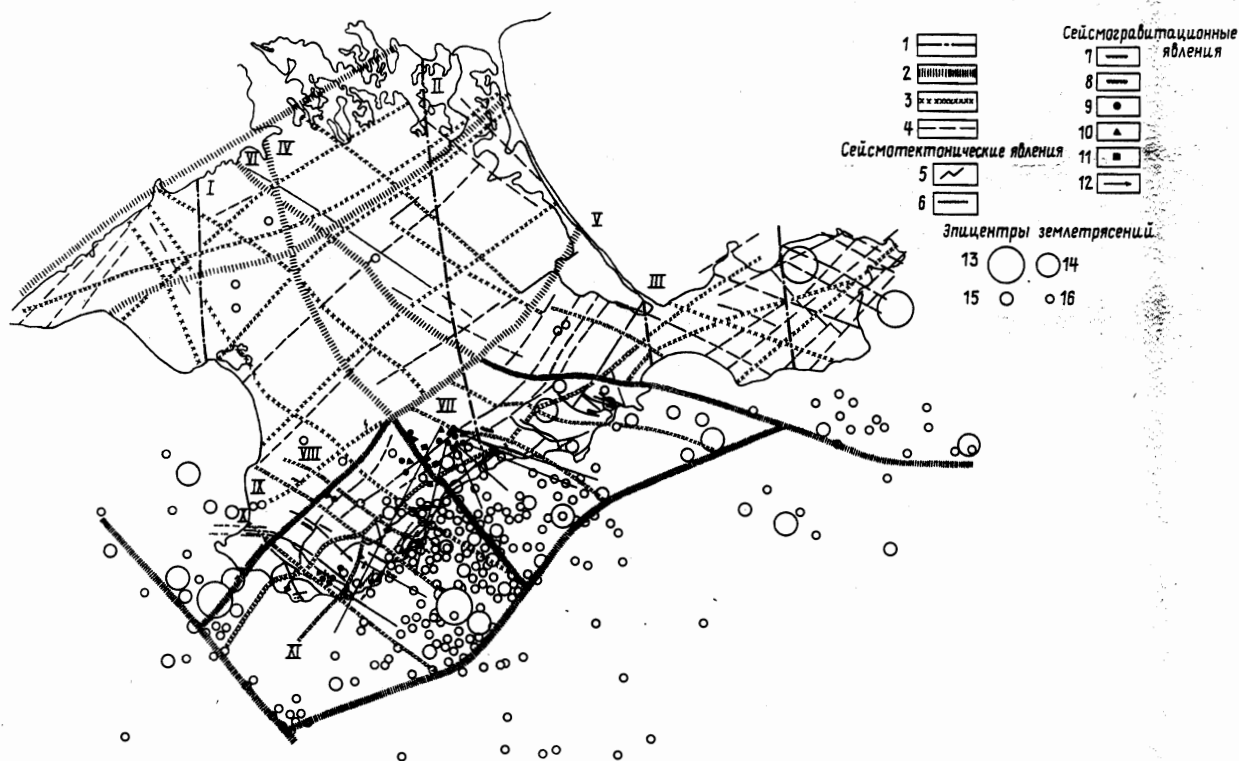 1
2
3
4
Сейсмотектонические явления
5
6
Сейсмогравитационные
явления
7
8
9
10
11
12
Эпицентры землетрясений
13
14
15
16
II
IV
VI
I
V
III
VII
VIII
IX
X
XI